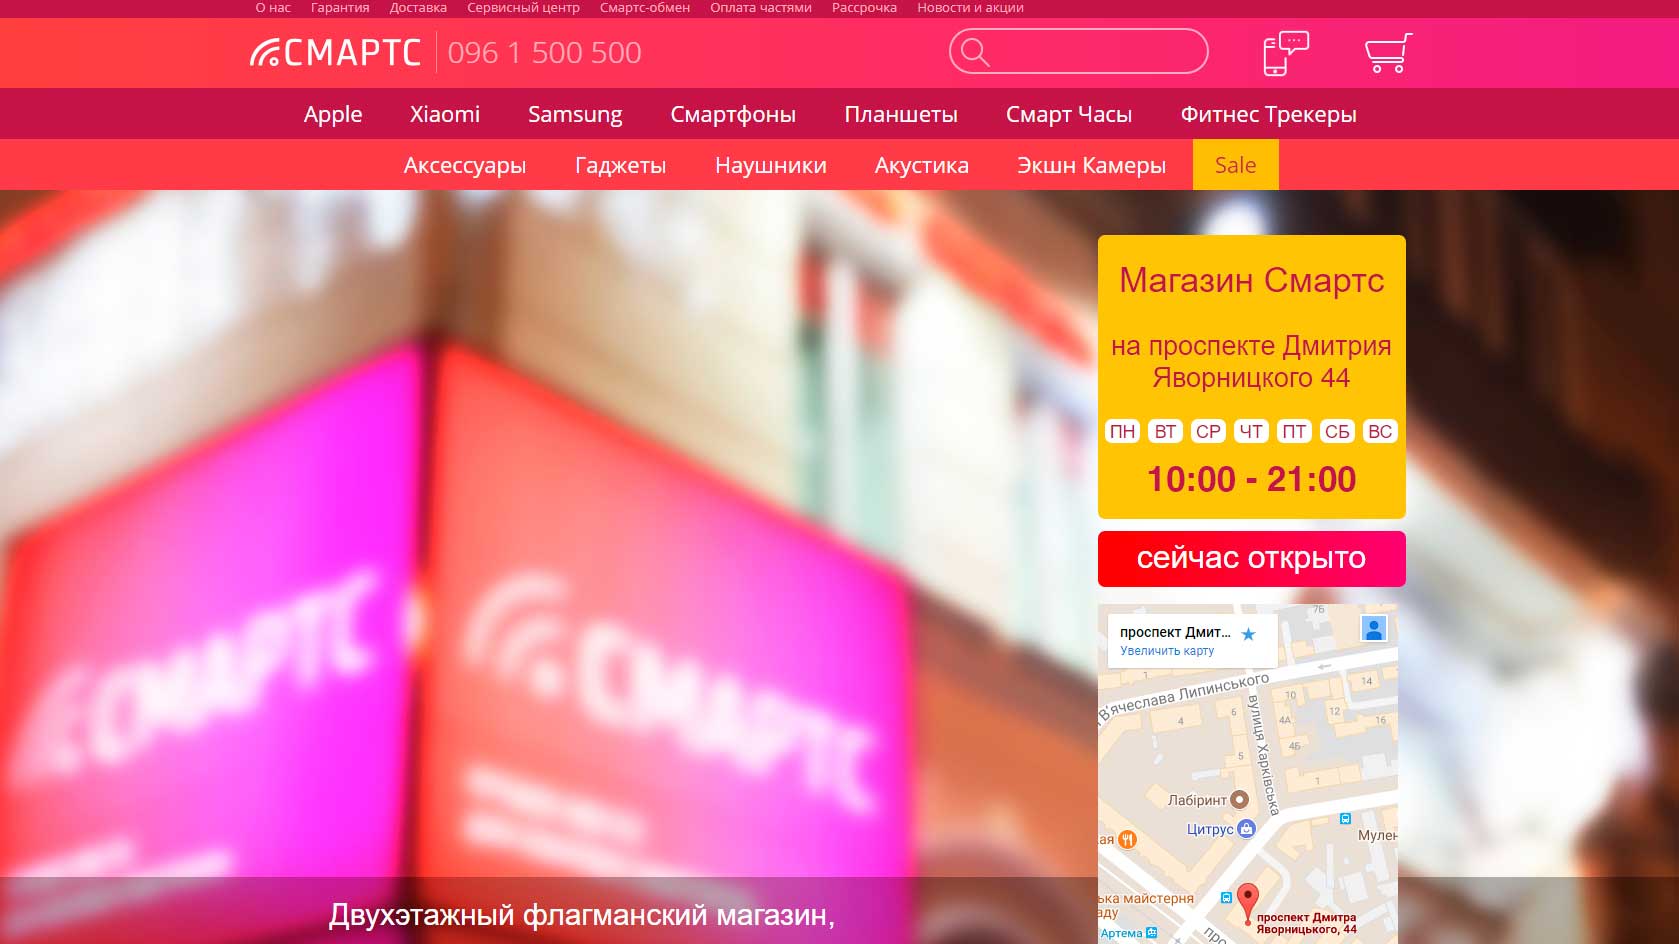 О нас Гарантия Доставка Сервисный центр Смартс-обмен Оплата частями Рассрочка Новости и акции
СМАРТС 096 1 500 500
Apple Xiaomi Samsung Смартфоны Планшеты Смарт Часы Фитнес Трекеры
Аксессуары Гаджеты Наушники Акустика Экшн Камеры Sale
Магазин Смартс
на проспекте Дмитрия
Яворницкого 44
ПН ВТ СР ЧТ ПТ СБ ВС
10:00 - 21:00
сейчас открыто
СМАРТС
СМАРТС
7Б
проспект Дмит...
Увеличить карту
1
14
В'ячеслава Липинського
10
4
6
4А
12
16
вулиця Харківська
5
4Б
1
Лабіринт
Цитрус
Мулен
кая
ька майстерня
аду
проспект Дмитра
Яворницького, 44
Артема
про
Двухэтажный флагманский магазин,